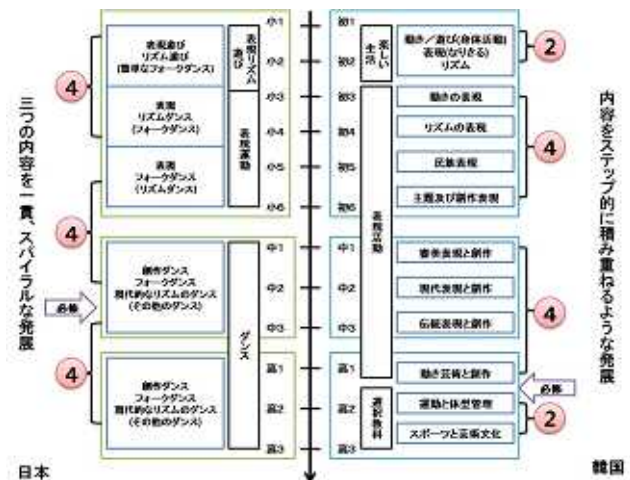 三つの内容を一貫、スパイラルな発展
4
4
4
表現遊び
リズム遊び
(簡単なフォークダンス)
表現
リズムダンス
(フォークダンス)
表現
フォークダンス
(リズムダンス)
創作ダンス
フォークダンス
現代的なリズムのダンス
(その他のダンス)
必修
創作ダンス
フォークダンス
現代的なリズムのダンス
(その他のダンス)
表現リズム遊び
表現運動
ダンス
小1
小2
小3
小4
小5
小6
中1
中2
中3
高1
高2
高3
日本
初1
初2
初3
初4
初5
初6
中1
中2
中3
高1
高2
高3
楽しい生活
表現活動
選択教科
動き／遊び(身体活動)
表現(なりきる)
リズム
動きの表現
リズムの表現
民族表現
主題及び創作表現
審美表現と創作
現代表現と創作
伝統表現と創作
動き芸術と創作
運動と体型管理
スポーツと芸術文化
2
4
4
必修
2
内容をステップ的に積み重ねるような発展
韓国